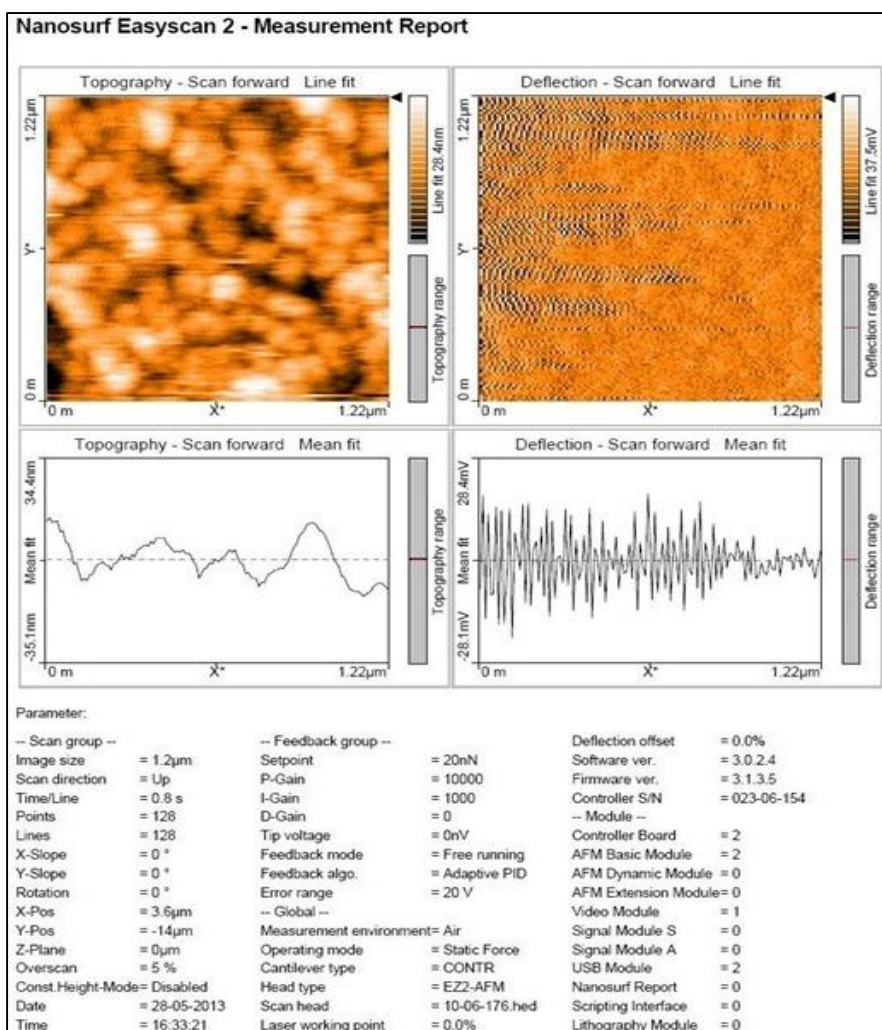 Nanosurf Easyscan 2 - Measurement Report
Topography - Scan forward Line fit
1.22µm
Y*
0 m
0 m X* 1.22µm
Line fit 28.4nm
Topography range
Deflection - Scan forward Line fit
1.22µm
Y*
0 m
0 m X* 1.22µm
Line fit 37.5mV
Deflection range
Topography - Scan forward Mean fit
34.4nm
Mean fit
-35.1nm
0 m X* 1.22µm
Topography range
Deflection - Scan forward Mean fit
28.4mV
Mean fit
-28.1mV
0 m X* 1.22µm
Deflection range
Parameter:
-- Scan group --
Image size = 1.2µm
Scan direction = Up
Time/Line = 0.8 s
Points = 128
Lines = 128
X-Slope = 0 °
Y-Slope = 0 °
Rotation = 0 °
X-Pos = 3.6µm
Y-Pos = -14µm
Z-Plane = 0µm
Overscan = 5 %
Const.Height-Mode= Disabled
Date = 28-05-2013
Time = 16:33:21
-- Feedback group --
Setpoint = 20nN
P-Gain = 10000
I-Gain = 1000
D-Gain = 0
Tip voltage = 0nV
Feedback mode = Free running
Feedback algo. = Adaptive PID
Error range = 20 V
-- Global --
Measurement environment= Air
Operating mode = Static Force
Cantilever type = CONTR
Head type = EZ2-AFM
Scan head = 10-06-176.hed
Laser working point = 0.0%
Deflection offset = 0.0%
Software ver. = 3.0.2.4
Firmware ver. = 3.1.3.5
Controller S/N = 023-06-154
-- Module --
Controller Board = 2
AFM Basic Module = 2
AFM Dynamic Module = 0
AFM Extension Module= 0
Video Module = 1
Signal Module S = 0
Signal Module A = 0
USB Module = 2
Nanosurf Report = 0
Scripting Interface = 0
Lithography Module = 0